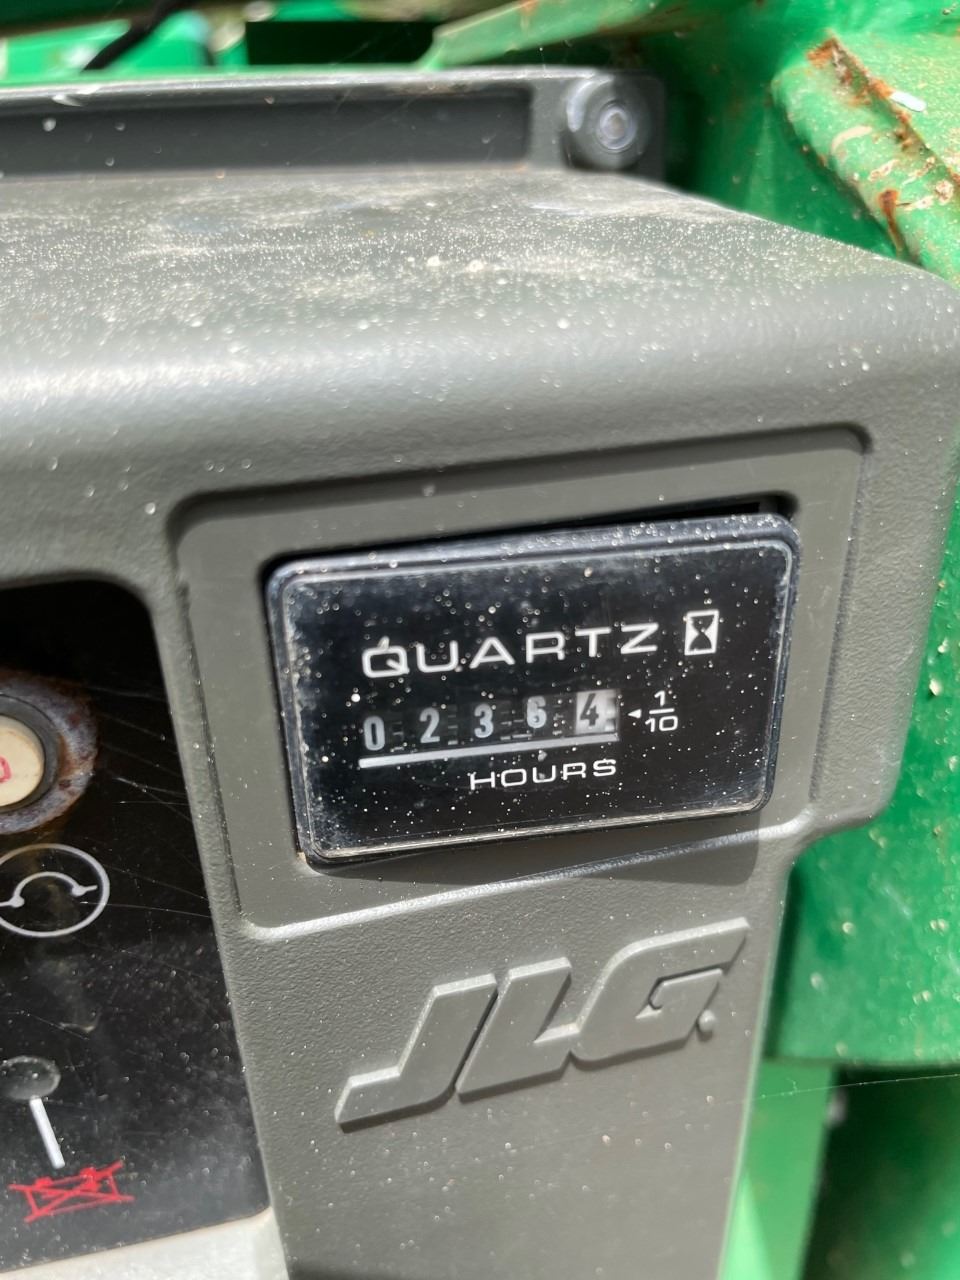 QUARTZ
0 2 3 6 4 1/10
HOURS
JLG